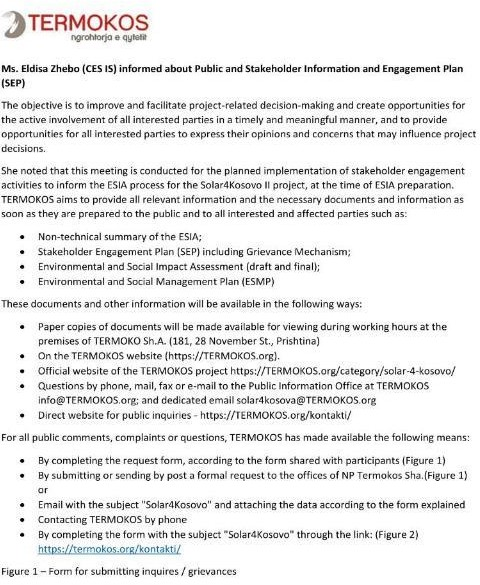 TERMOKOS
ngrohtorja e qytetit
Ms. Eldisa Zhebo (CES IS) informed about Public and Stakeholder Information and Engagement Plan
(SEP)
The objective is to improve and facilitate project-related decision-making and create opportunities for
the active involvement of all interested parties in a timely and meaningful manner, and to provide
opportunities for all interested parties to express their opinions and concerns that may influence project
decisions.
She noted that this meeting is conducted for the planned implementation of stakeholder engagement
activities to inform the ESIA process for the Solar4Kosovo II project, at the time of ESIA preparation.
TERMOKOS aims to provide all relevant information and the necessary documents and information as
soon as they are prepared to the public and to all interested and affected parties such as:
• Non-technical summary of the ESIA;
• Stakeholder Engagement Plan (SEP) including Grievance Mechanism;
• Environmental and Social Impact Assessment (draft and final);
• Environmental and Social Management Plan (ESMP)
These documents and other information will be available in the following ways:
• Paper copies of documents will be made available for viewing during working hours at the
premises of TERMOKO Sh.A. (181, 28 November St., Prishtina)
• On the TERMOKOS website (https://TERMOKOS.org).
• Official website of the TERMOKOS project https://TERMOKOS.org/category/solar-4-kosovo/
• Questions by phone, mail, fax or e-mail to the Public Information Office at TERMOKOS
info@TERMOKOS.org; and dedicated email solar4kosova@TERMOKOS.org
• Direct website for public inquiries - https://TERMOKOS.org/kontakti/
For all public comments, complaints or questions, TERMOKOS has made available the following means:
• By completing the request form, according to the form shared with participants (Figure 1)
• By submitting or sending by post a formal request to the offices of NP Termokos Sha.(Figure 1)
or
• Email with the subject "Solar4Kosovo" and attaching the data according to the form explained
• Contacting TERMOKOS by phone
• By completing the form with the subject "Solar4Kosovo" through the link: (Figure 2)
https://termokos.org/kontakti/
Figure 1 – Form for submitting inquires / grievances